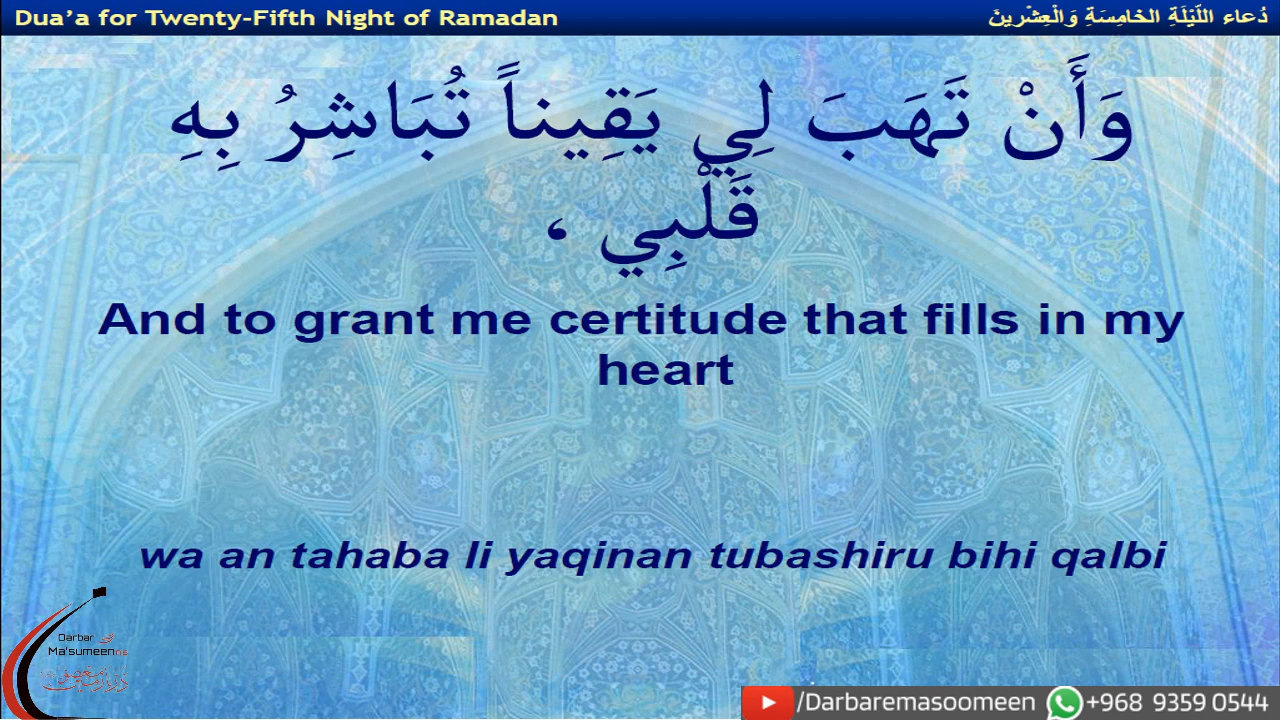 Dua’a for Twenty-Fifth Night of Ramadan
دُعاء اللَّيْلَةِ الخامِسَةِ وَالْعِشْرينَ
وَأَنْ تَهَبَ لِي يَقِيناً تُبَاشِرُ بِهِ
قَلْبِي ،
And to grant me certitude that fills in my
heart
wa an tahaba li yaqinan tubashiru bihi qalbi
Darbar
Ma'sumeen
/Darbaremasoomeen +968 9359 0544